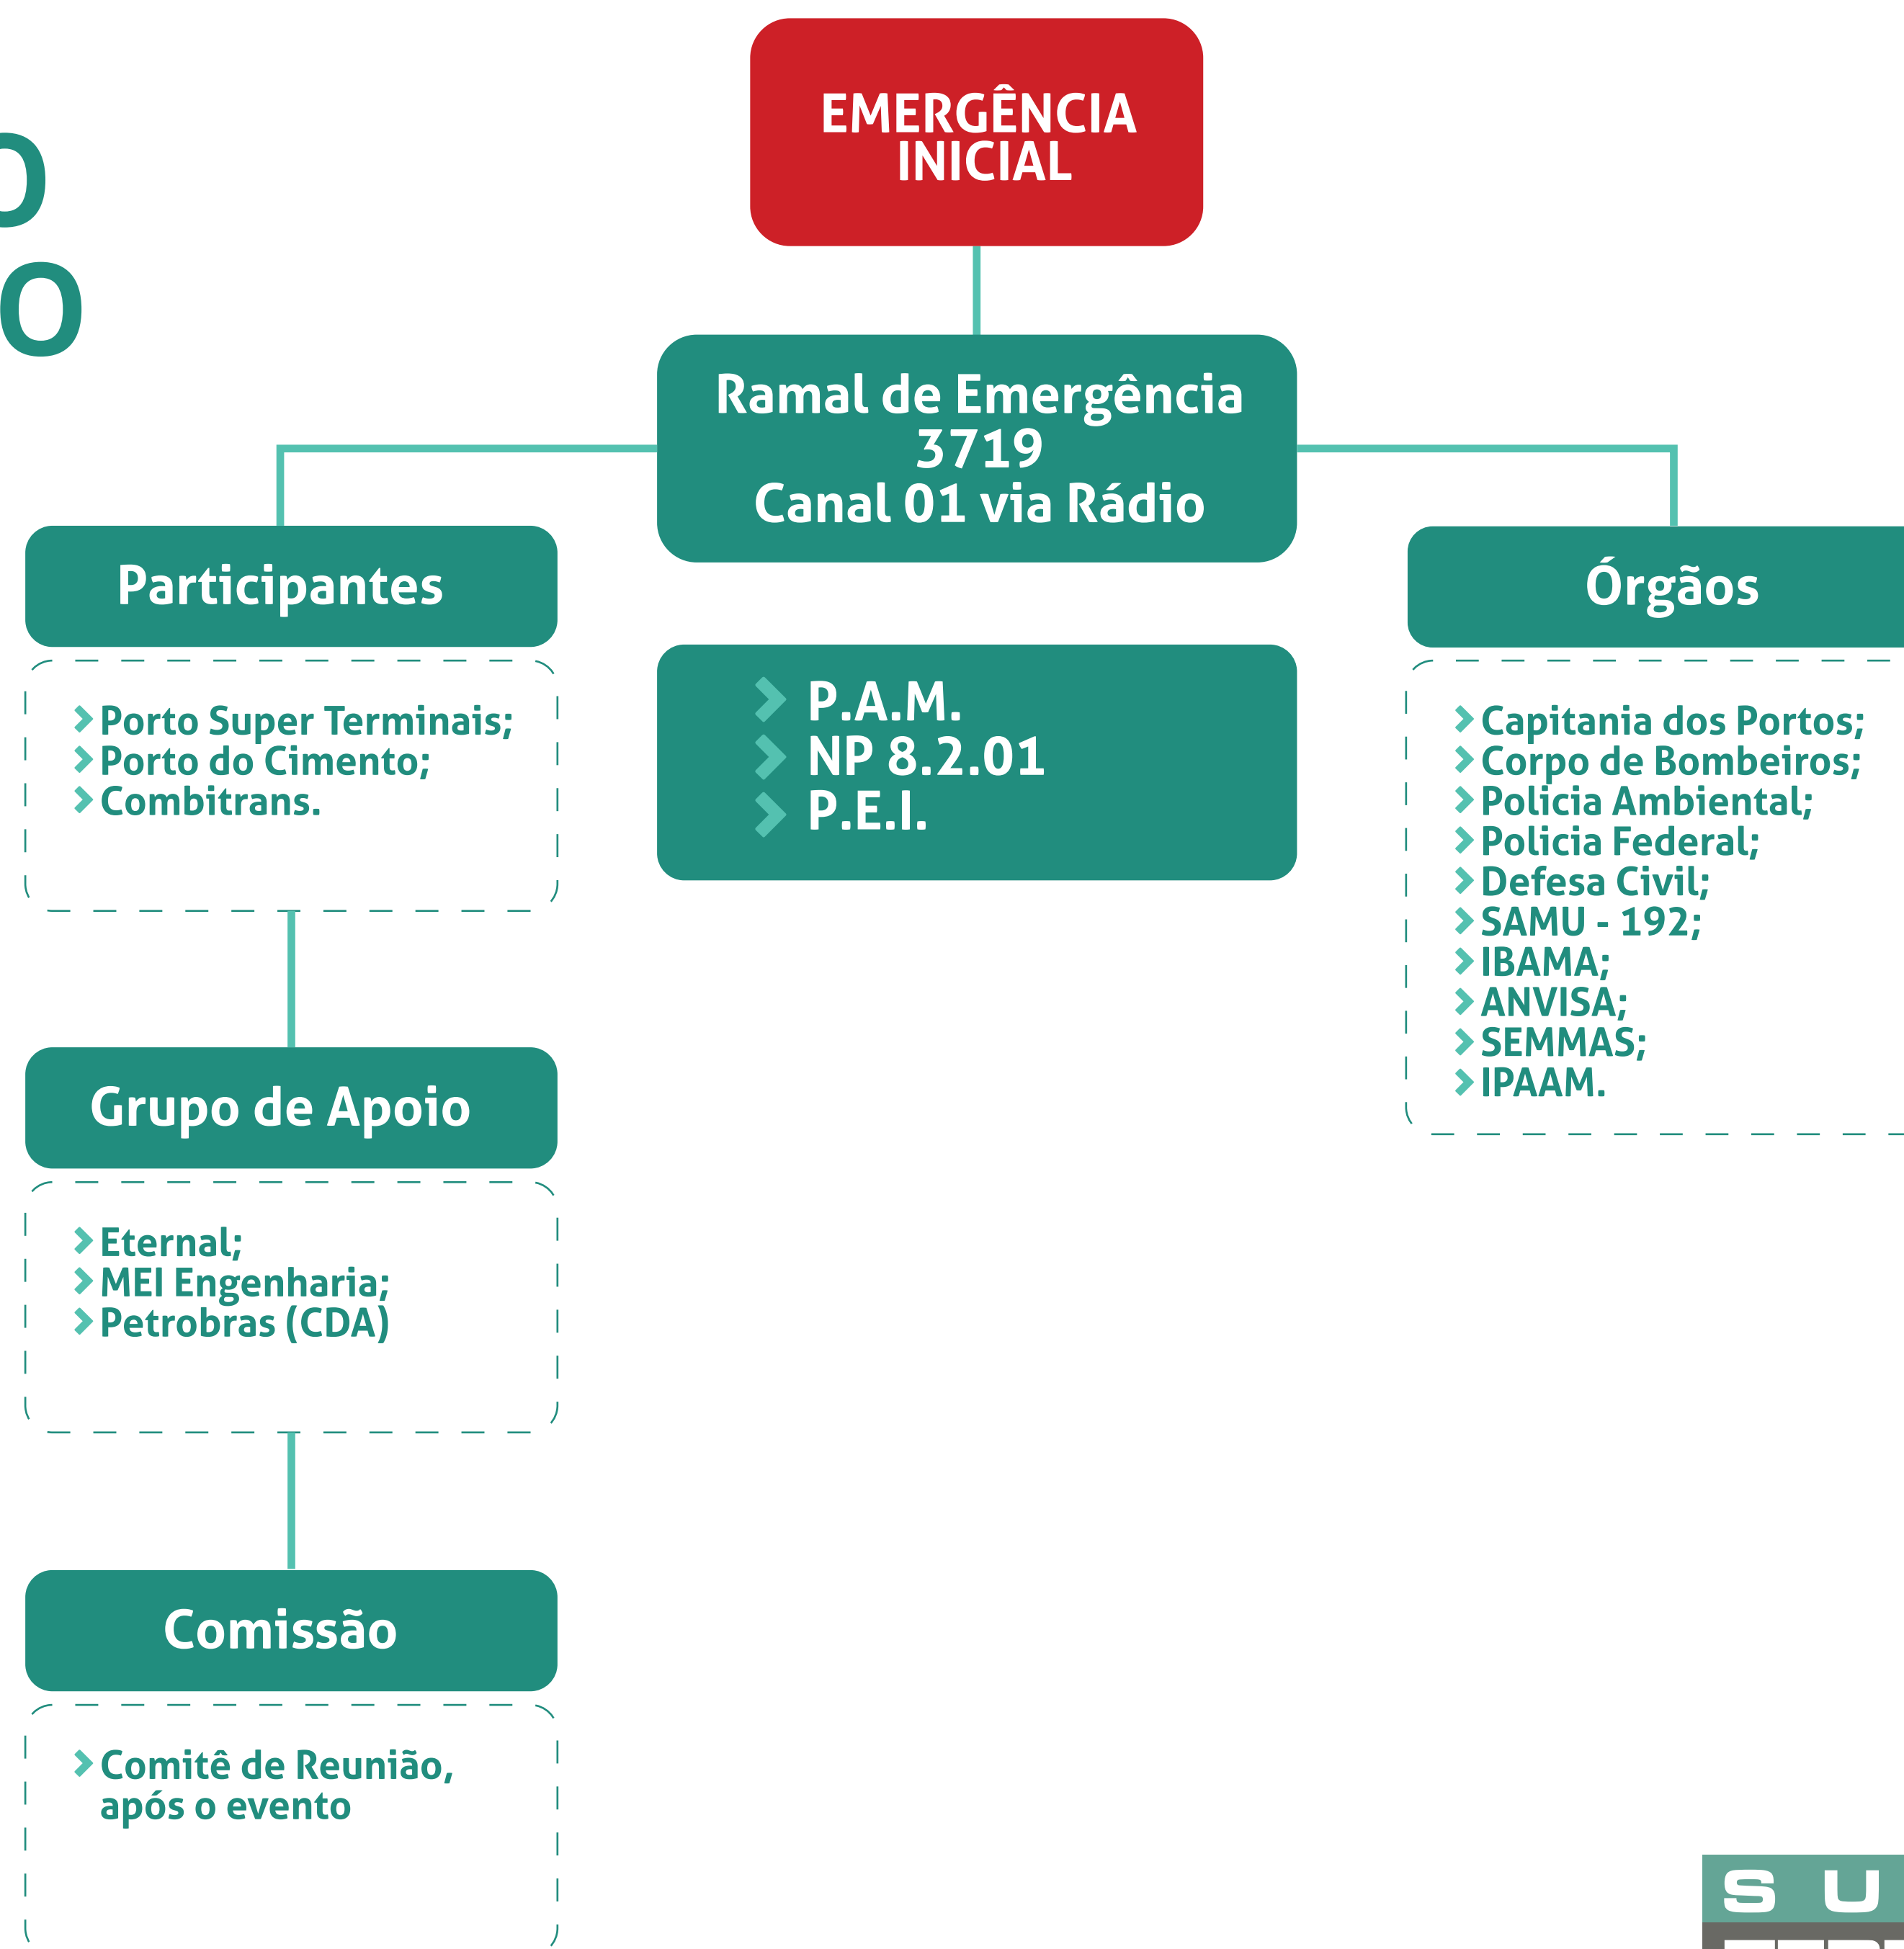 O
O
EMERGÊNCIA
INICIAL
Ramal de Emergência
3719
Canal 01 via Rádio
Participantes
Porto Super Terminais;
Porto do Cimento;
Combitrans.
P.A.M.
NP 8.2.01
P.E.I.
Órgãos
Capitania dos Portos;
Corpo de Bombeiros;
Policia Ambiental;
Policia Federal;
Defesa Civil;
SAMU - 192;
IBAMA;
ANVISA;
SEMMAS;
IPAAM.
Grupo de Apoio
Eternal;
MEI Engenharia;
Petrobras (CDA)
Comissão
Comitê de Reunião,
após o evento
S U